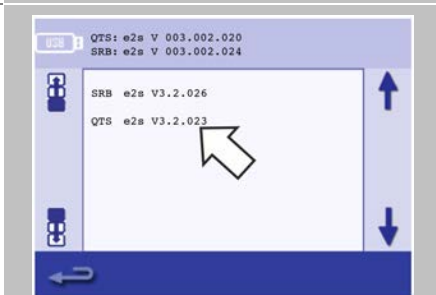 USB
QTS: e2s V 003.002.020
SRB: e2s V 003.002.024
SRB e2s V3.2.026
QTS e2s V3.2.023